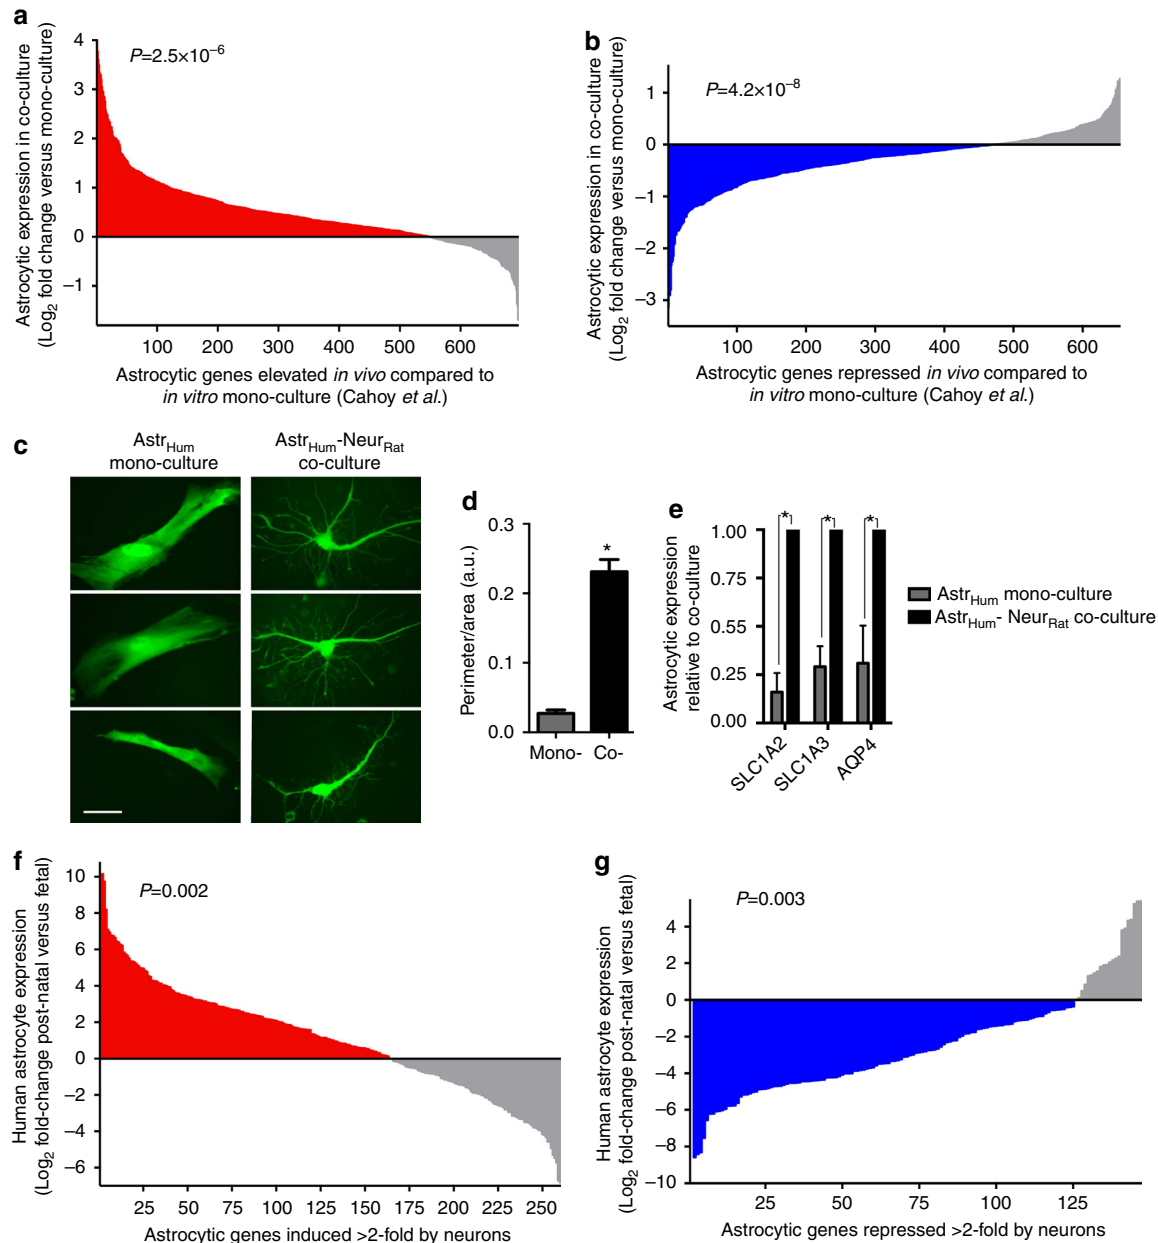 a
Astrocytic expression in co-culture
(Log2 fold change versus mono-culture)
4
3
2
1
0
−1
P=2.5×10−6
100 200 300 400 500 600
Astrocytic genes elevated in vivo compared to
in vitro mono-culture (Cahoy et al.)
b
Astrocytic expression in co-culture
(Log2 fold change versus mono-culture)
1
0
−1
−2
−3
P=4.2×10−8
100 200 300 400 500 600
Astrocytic genes repressed in vivo compared to
in vitro mono-culture (Cahoy et al.)
c
AstrHum
mono-culture
AstrHum-NeurRat
co-culture
d
Perimeter/area (a.u.)
0.3
0.2
0.1
0.0
*
Mono- Co-
e
Astrocytic expression
relative to co-culture
1.00
0.75
0.55
0.25
0.00
* * *
SLC1A2
SLC1A3
AQP4
AstrHum mono-culture
AstrHum- NeurRat co-culture
f
Human astrocyte expression
(Log2 fold-change post-natal versus fetal)
10
8
6
4
2
0
−2
−4
−6
P=0.002
25 50 75 100 125 150 175 200 225 250
Astrocytic genes induced >2-fold by neurons
g
Human astrocyte expression
(Log2 fold-change post-natal versus fetal)
4
2
0
−2
−4
−6
−8
−10
P=0.003
25 50 75 100 125
Astrocytic genes repressed >2-fold by neurons